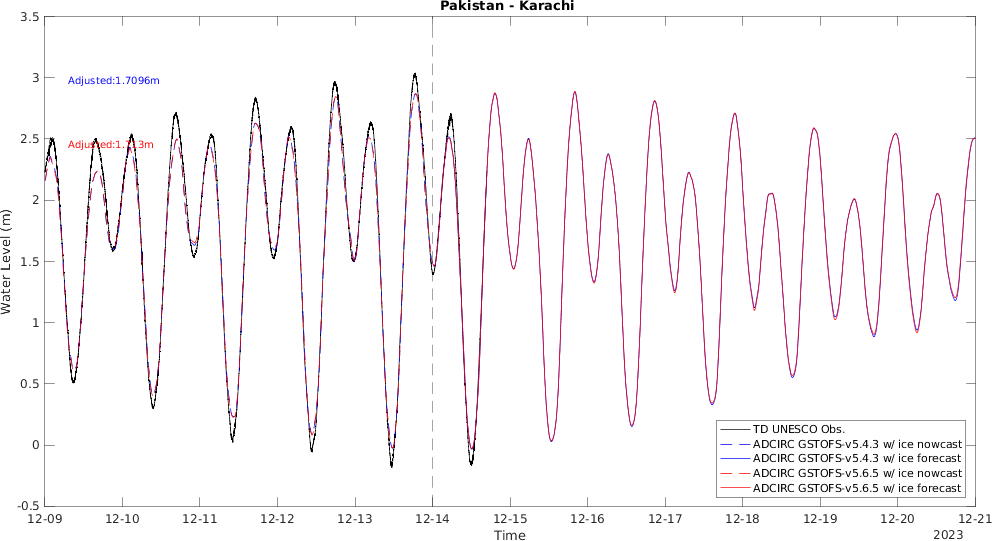 Pakistan - Karachi
3.5
3
2.5
2
1.5
1
0.5
0
-0.5
Water Level (m)
Adjusted:1.7096m
12-09
12-10
12-11
12-12
12-13
12-14
12-15
12-16
12-17
12-18
12-19
12-20
12-21
Time
2023
TD UNESCO Obs.
ADCIRC GSTOFS-v5.4.3 w/ ice nowcast
ADCIRC GSTOFS-v5.4.3 w/ ice forecast
ADCIRC GSTOFS-v5.6.5 w/ ice nowcast
ADCIRC GSTOFS-v5.6.5 w/ ice forecast